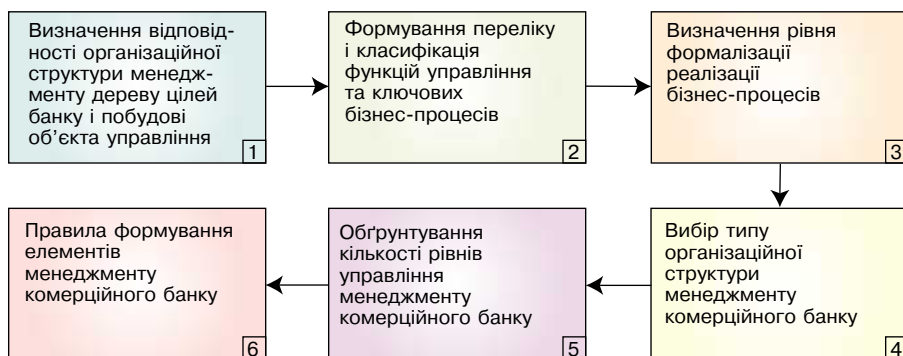 Визначення відповід-
ності організаційної
структури менедж-
менту дереву цілей
банку і побудові
об’єкта управління
1
Формування переліку
і класифікація
функцій управління
та ключових
бізнес-процесів
2
Визначення рівня
формалізації
реалізації
бізнес-процесів
3
Вибір типу
організаційної
структури
менеджменту
комерційного банку
4
Обґрунтування
кількості рівнів
управління
менеджменту
комерційного банку
5
Правила формування
елементів
менеджменту
комерційного банку
6